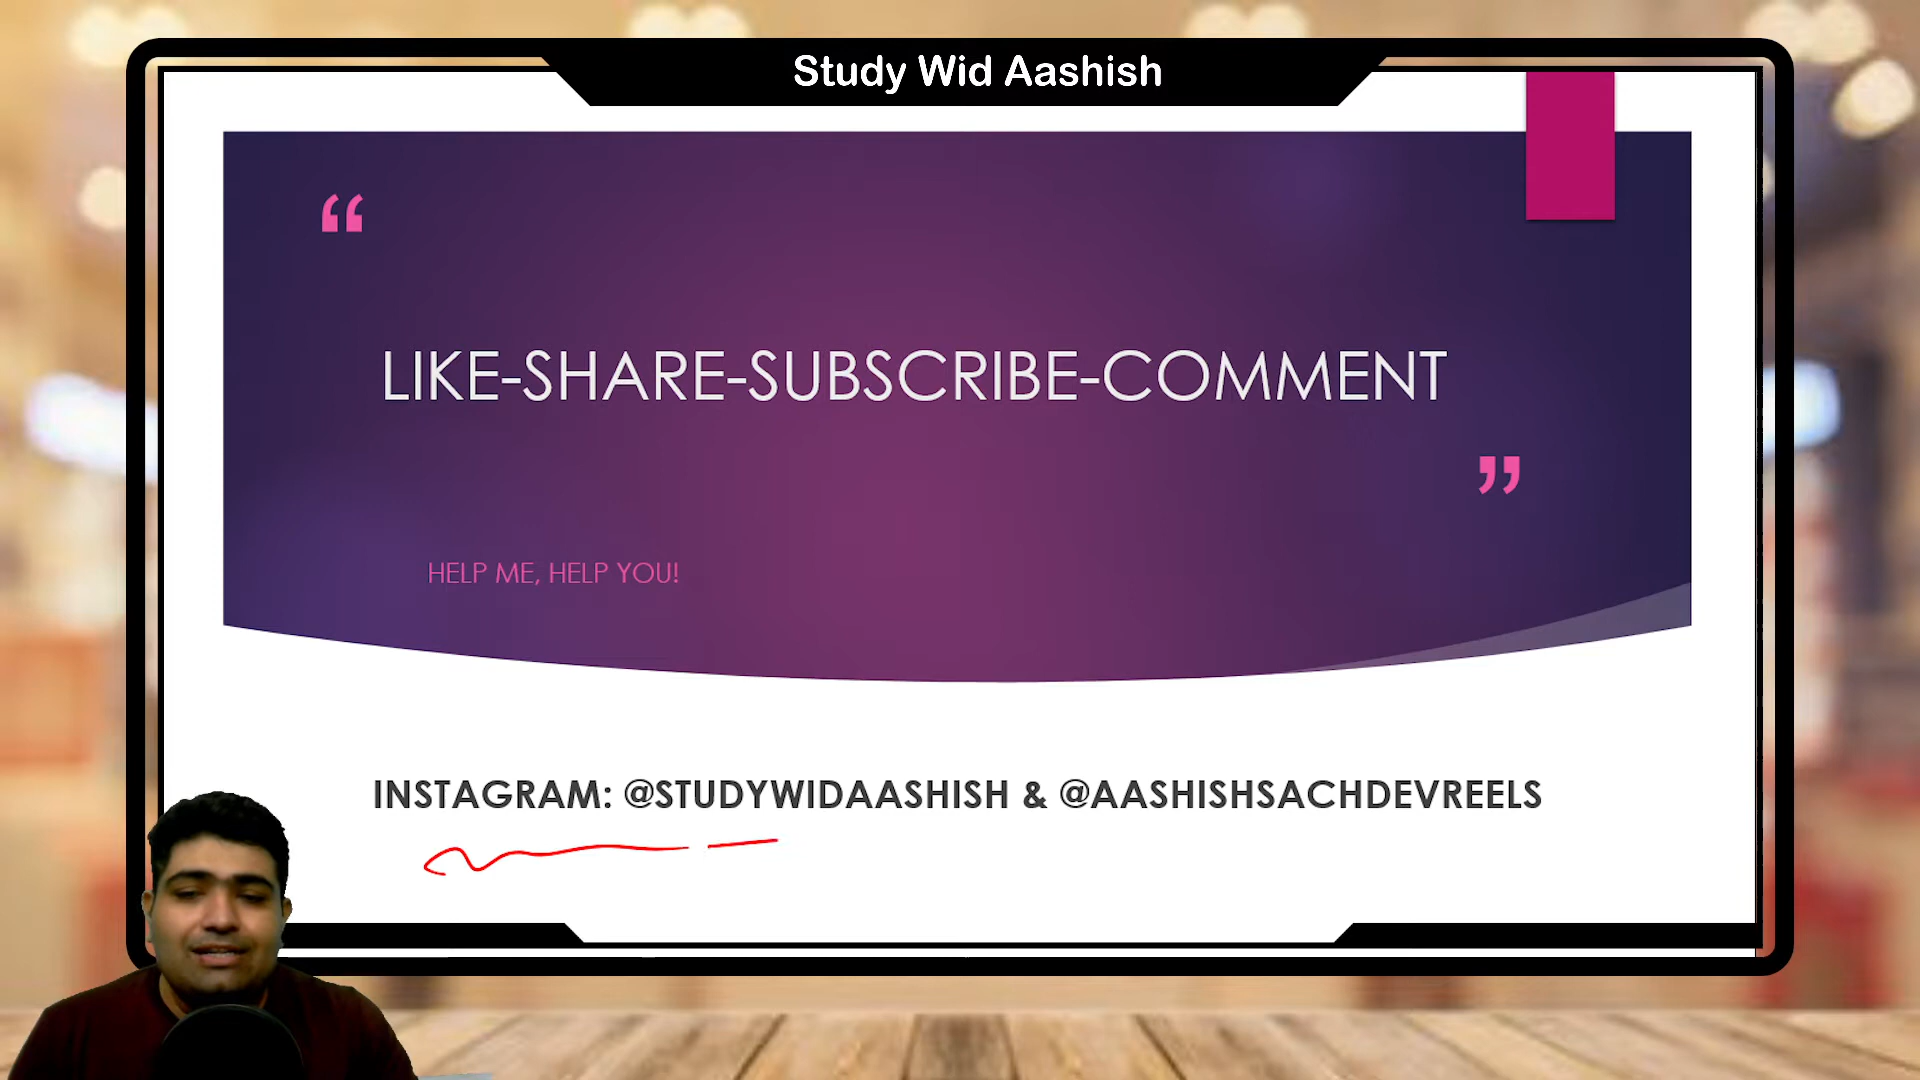 Study Wid Aashish
“
LIKE-SHARE-SUBSCRIBE-COMMENT
”
HELP ME, HELP YOU!
INSTAGRAM: @STUDYWIDAASHISH & @AASHISHSACHDEVREELS